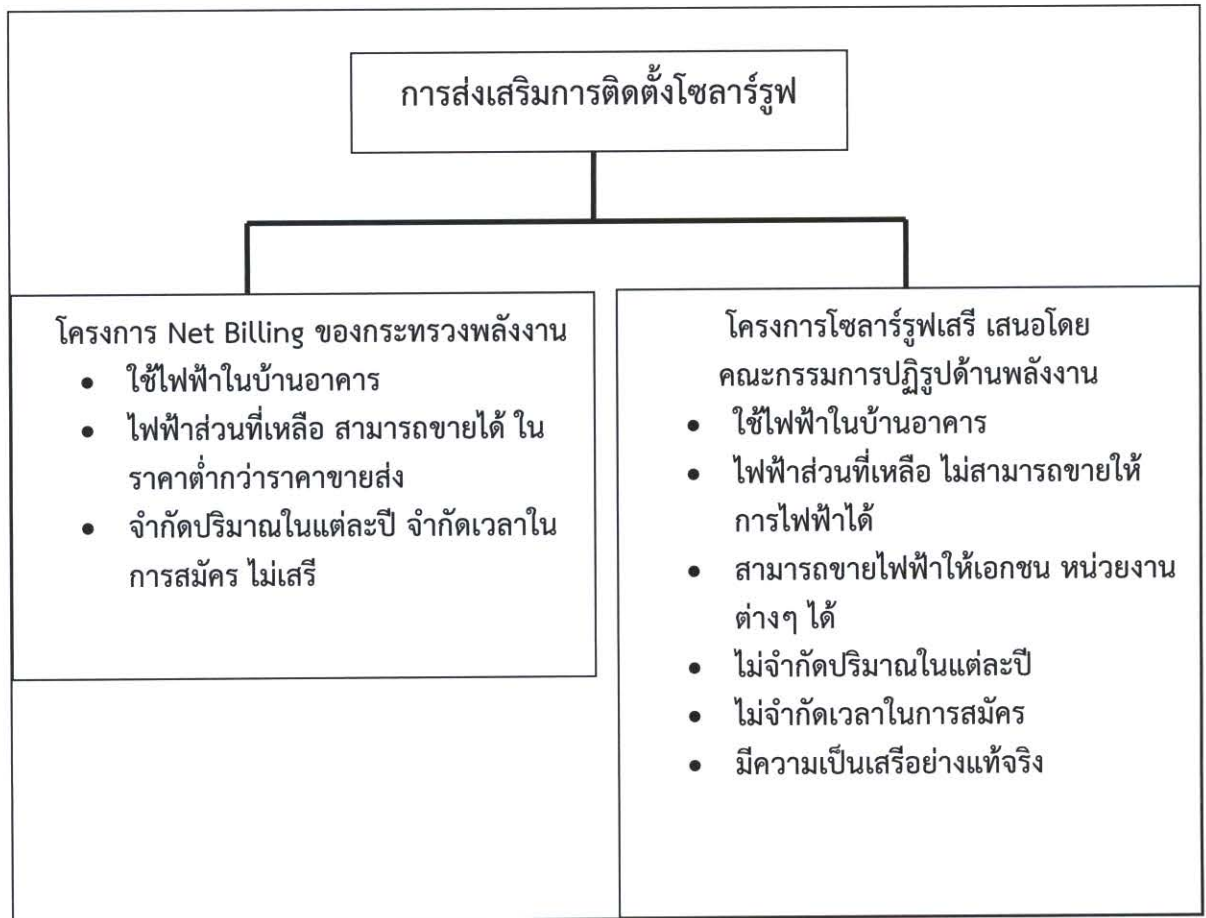 การส่งเสริมการติดตั้งโซลาร์รูฟ
โครงการ Net Billing ของกระทรวงพลังงาน
• ใช้ไฟฟ้าในบ้านอาคาร
• ไฟฟ้าส่วนที่เหลือ สามารถขายได้ ใน
ราคาต่ำกว่าราคาขายส่ง
• จำกัดปริมาณในแต่ละปี จำกัดเวลาใน
การสมัคร ไม่เสรี
โครงการโซลาร์รูฟเสรี เสนอโดย
คณะกรรมการปฏิรูปด้านพลังงาน
• ใช้ไฟฟ้าในบ้านอาคาร
• ไฟฟ้าส่วนที่เหลือ ไม่สามารถขายให้
การไฟฟ้าได้
• สามารถขายไฟฟ้าให้เอกชน หน่วยงาน
ต่างๆ ได้
• ไม่จำกัดปริมาณในแต่ละปี
• ไม่จำกัดเวลาในการสมัคร
• มีความเป็นเสรีอย่างแท้จริง